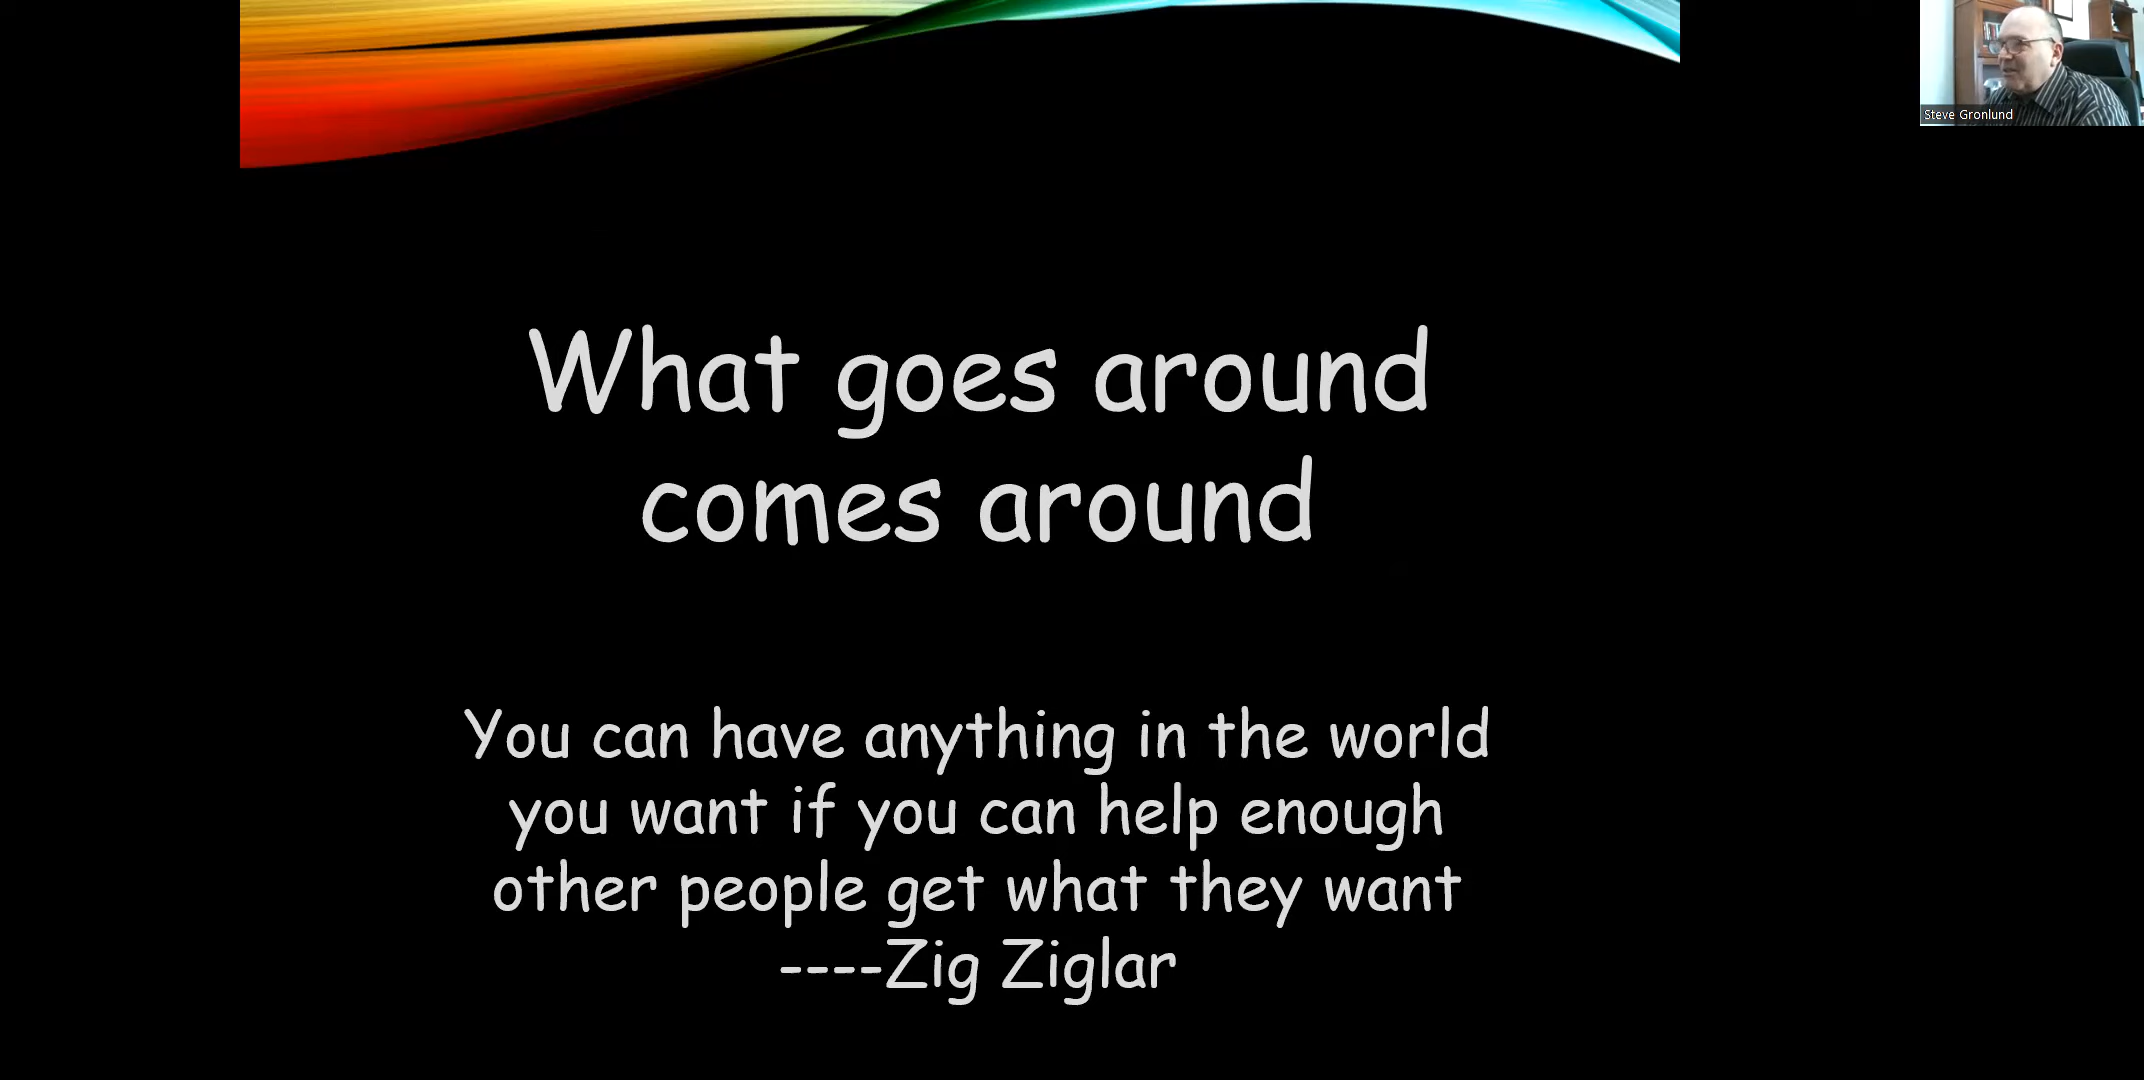 What goes around
comes around
You can have anything in the world
you want if you can help enough
other people get what they want
----Zig Ziglar
Steve Gronlund